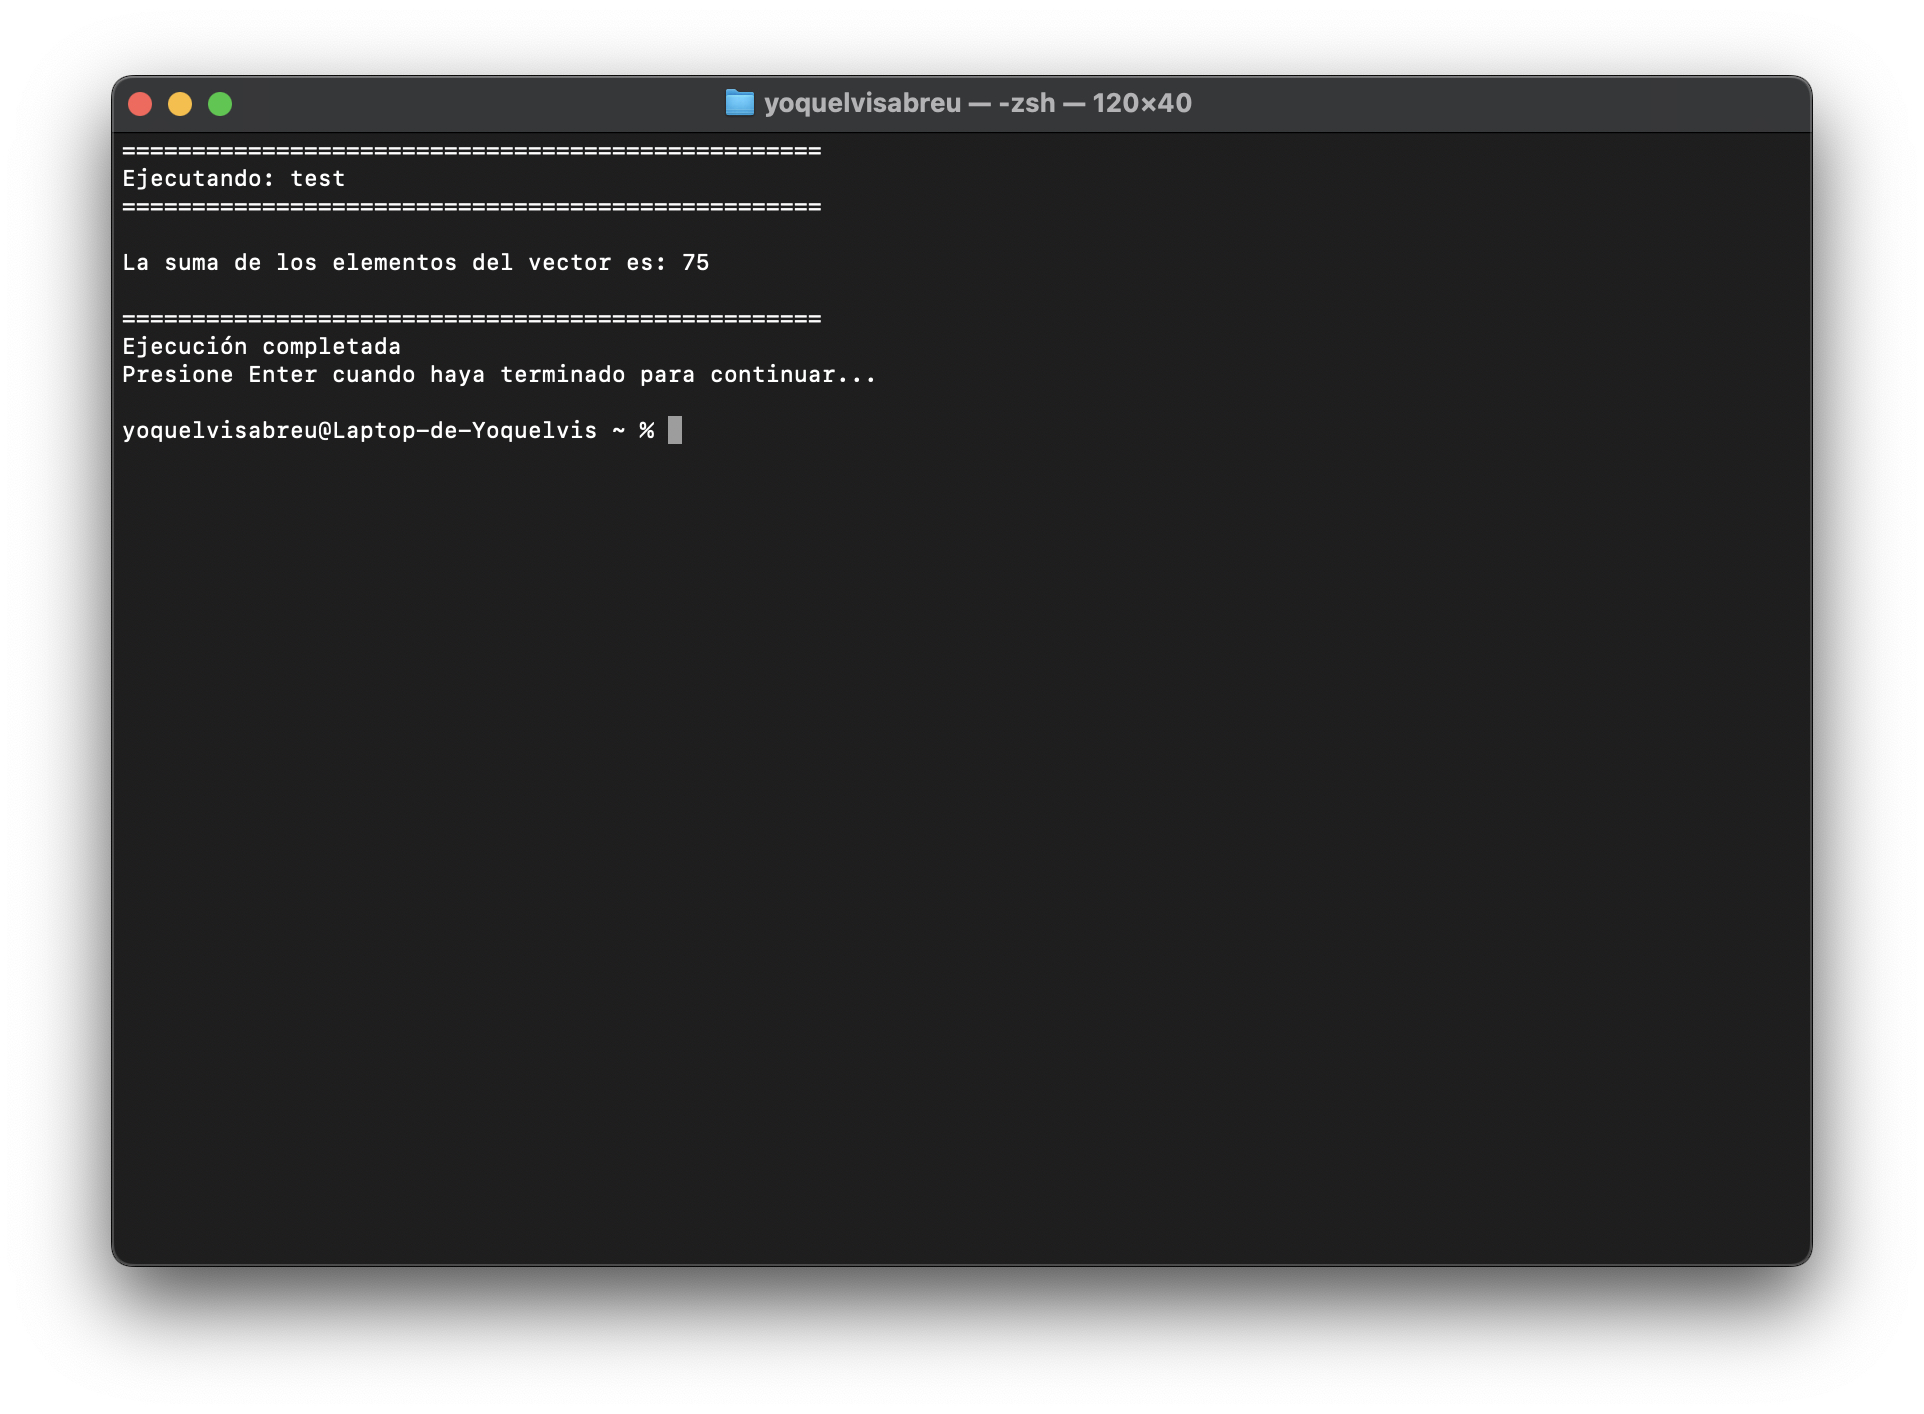 yoquelvisabreu — -zsh — 120×40
==================================================
Ejecutando: test
==================================================
La suma de los elementos del vector es: 75
==================================================
Ejecución completada
Presione Enter cuando haya terminado para continuar...
yoquelvisabreu@Laptop-de-Yoquelvis ~ %